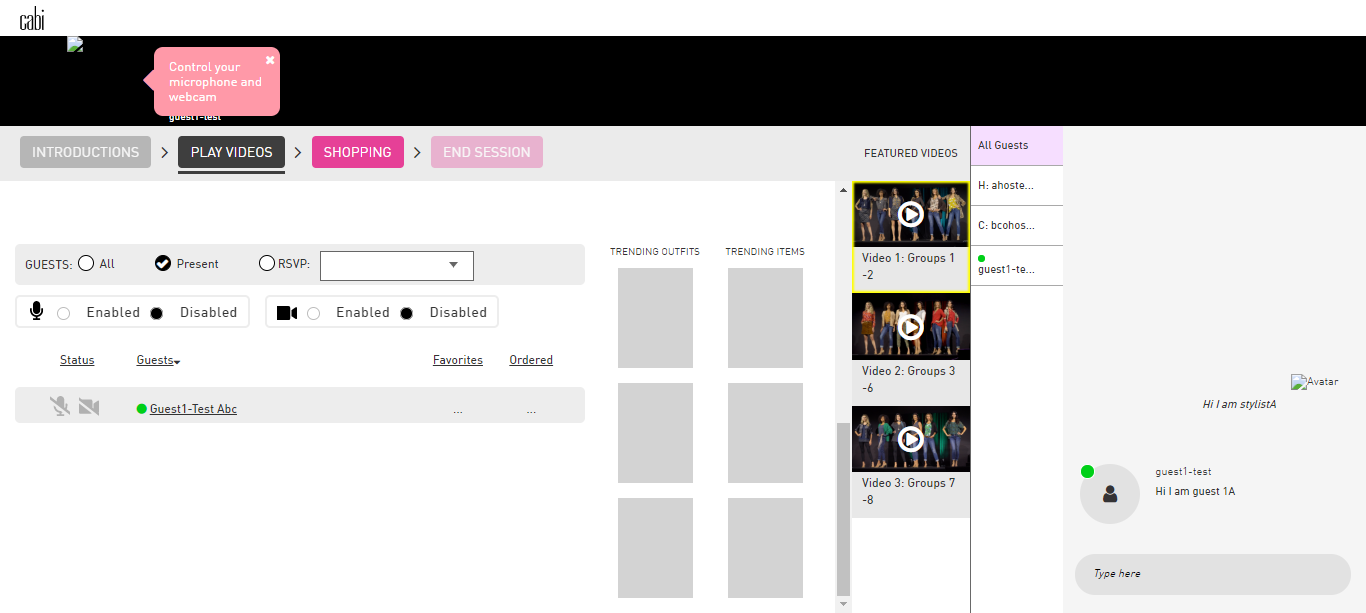 cabi
Control your
microphone and
webcam
guest1-test
INTRODUCTIONS
PLAY VIDEOS
SHOPPING
END SESSION
FEATURED VIDEOS
All Guests
H: ahoste...
C: bcohos...
guest1-te...
GUESTS:
All
Present
RSVP:
Enabled
Disabled
Enabled
Disabled
Status
Guests
Favorites
Ordered
Guest1-Test Abc
...
...
TRENDING OUTFITS
TRENDING ITEMS
Video 1: Groups 1
-2
Video 2: Groups 3
-6
Video 3: Groups 7
-8
Avatar
Hi I am stylistA
guest1-test
Hi I am guest 1A
Type here